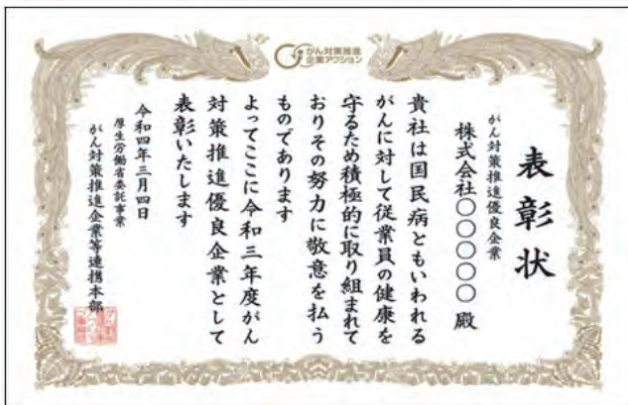 がん対策推進
企業アクション
表彰状
がん対策推進優良企業
株式会社〇〇〇〇〇 殿
貴社は国民病ともいわれる
がんに対して従業員の健康を
守るため積極的に取り組まれて
おりその努力に敬意を払う
ものであります
よってここに令和三年度がん
対策推進優良企業として
表彰いたします
令和四年三月四日
厚生労働省委託事業
がん対策推進企業等連携本部